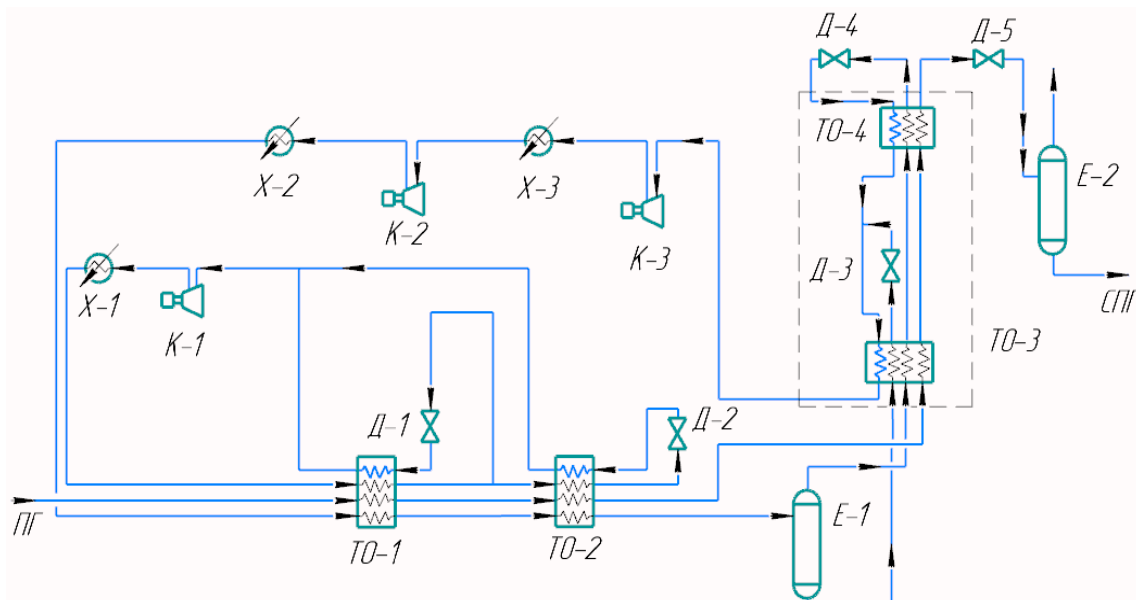 Д-4
Д-5
ТО-4
Х-2
Х-3
Е-2
К-2
К-3
Д-3
Х-1
К-1
СПГ
ТО-3
Д-1
Д-2
ПГ
Е-1
ТО-1
ТО-2